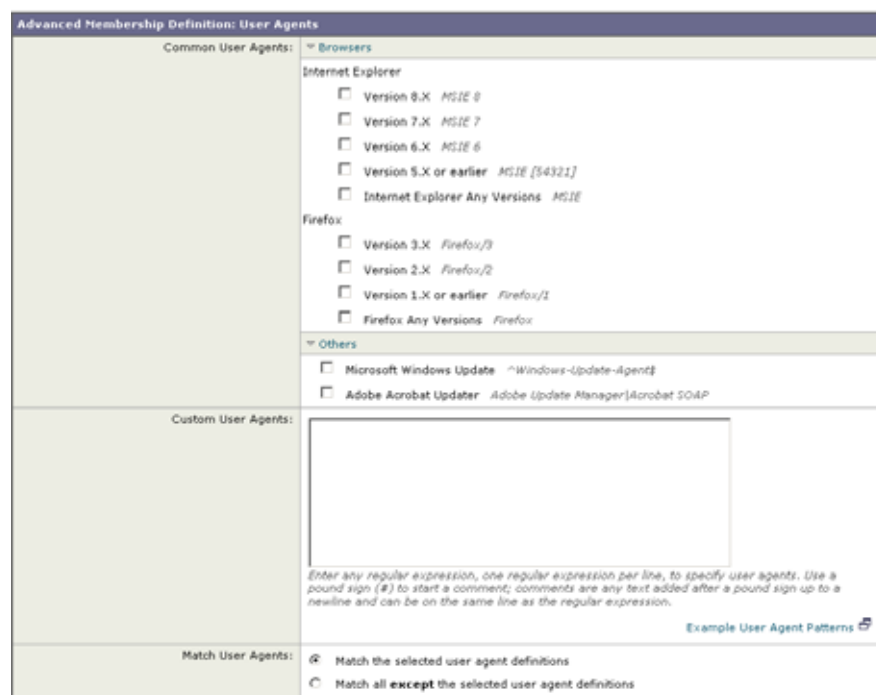 Advanced Membership Definition: User Agents
Common User Agents:
Browsers
Internet Explorer
Version 8.X MSIE 8
Version 7.X MSIE 7
Version 6.X MSIE 6
Version 5.X or earlier MSIE [54321]
Internet Explorer Any Versions MSIE
Firefox
Version 3.X Firefox/3
Version 2.X Firefox/2
Version 1.X or earlier Firefox/1
Firefox Any Versions Firefox
Others
Microsoft Windows Update ^Windows-Update-Agent$
Adobe Acrobat Updater Adobe Update Manager|Acrobat SOAP
Custom User Agents:
Enter any regular expression, one regular expression per line, to specify user agents. Use a
pound sign (#) to start a comment; comments are any text added after a pound sign up to a
newline and can be on the same line as the regular expression.
Example User Agent Patterns
Match User Agents:
Match the selected user agent definitions
Match all except the selected user agent definitions